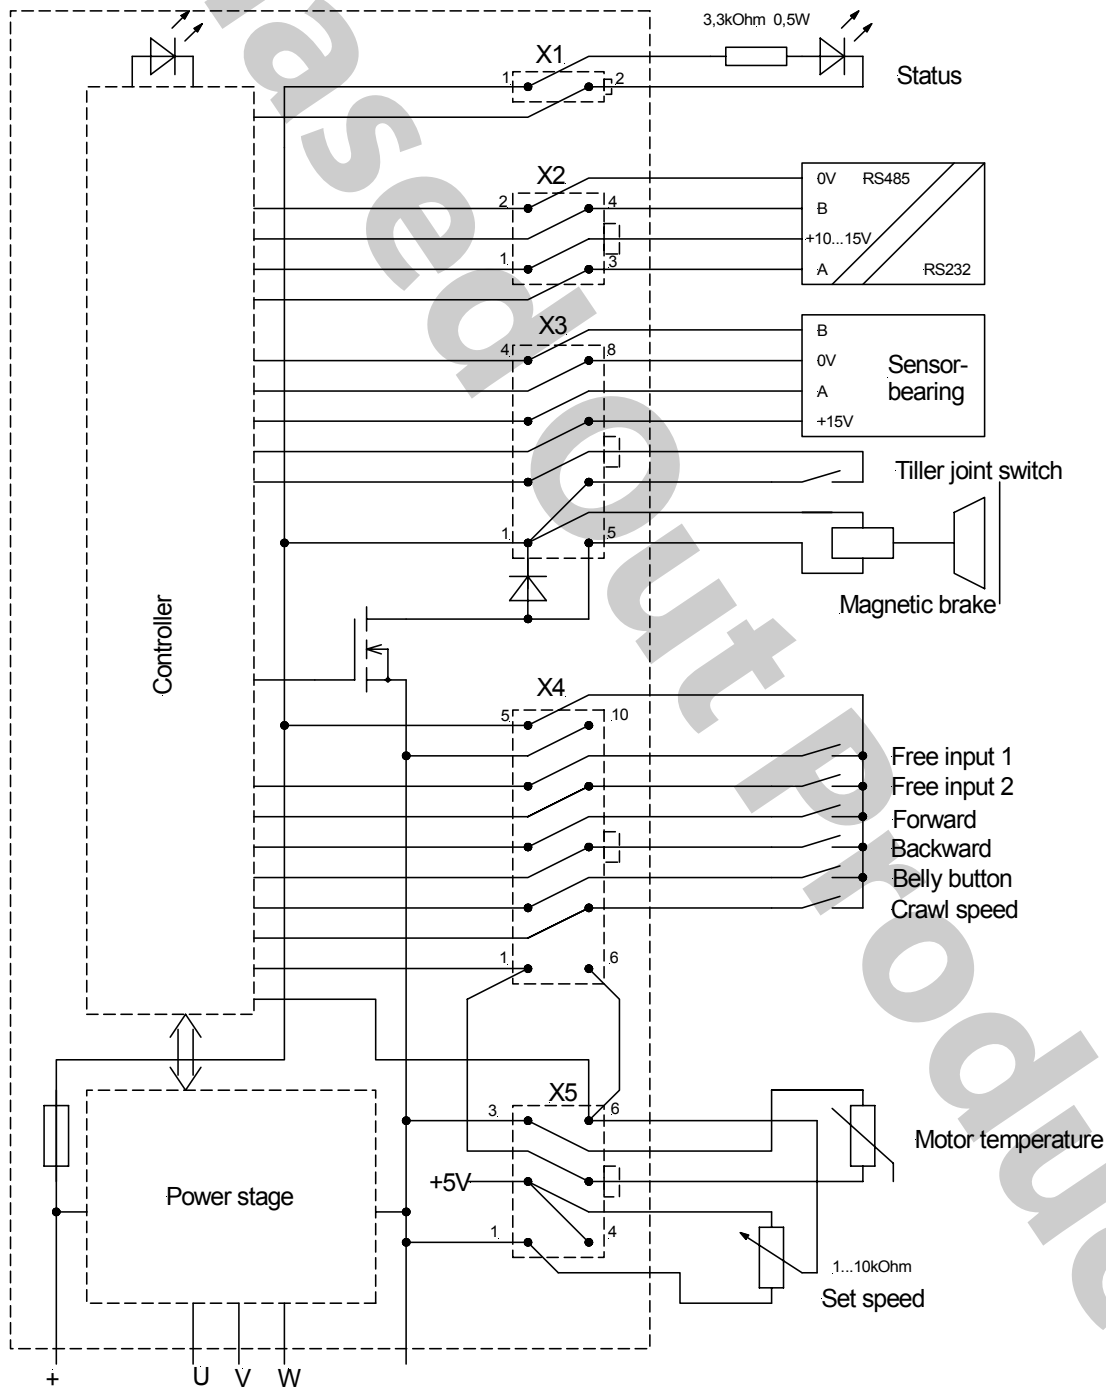 3,3kOhm 0,5W
X1
1
2
Status
X2
2
4
1
3
0V
RS485
B
+10...15V
A
RS232
X3
4
8
1
5
B
0V
A
+15V
Sensor-
bearing
Tiller joint switch
Magnetic brake
Controller
X4
5
10
1
6
Free input 1
Free input 2
Forward
Backward
Belly button
Crawl speed
X5
3
6
+5V
1
4
Motor temperature
Power stage
1...10kOhm
Set speed
+
U
V
W
ased Out Produc